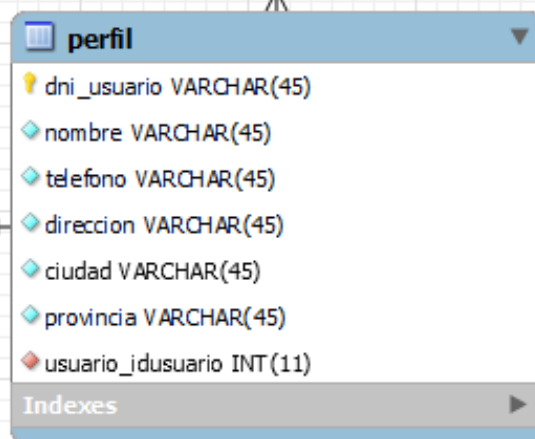 perfil
dni_usuario VARCHAR(45)
nombre VARCHAR(45)
telefono VARCHAR(45)
direccion VARCHAR(45)
ciudad VARCHAR(45)
provincia VARCHAR(45)
usuario_idusuario INT(11)
Indexes